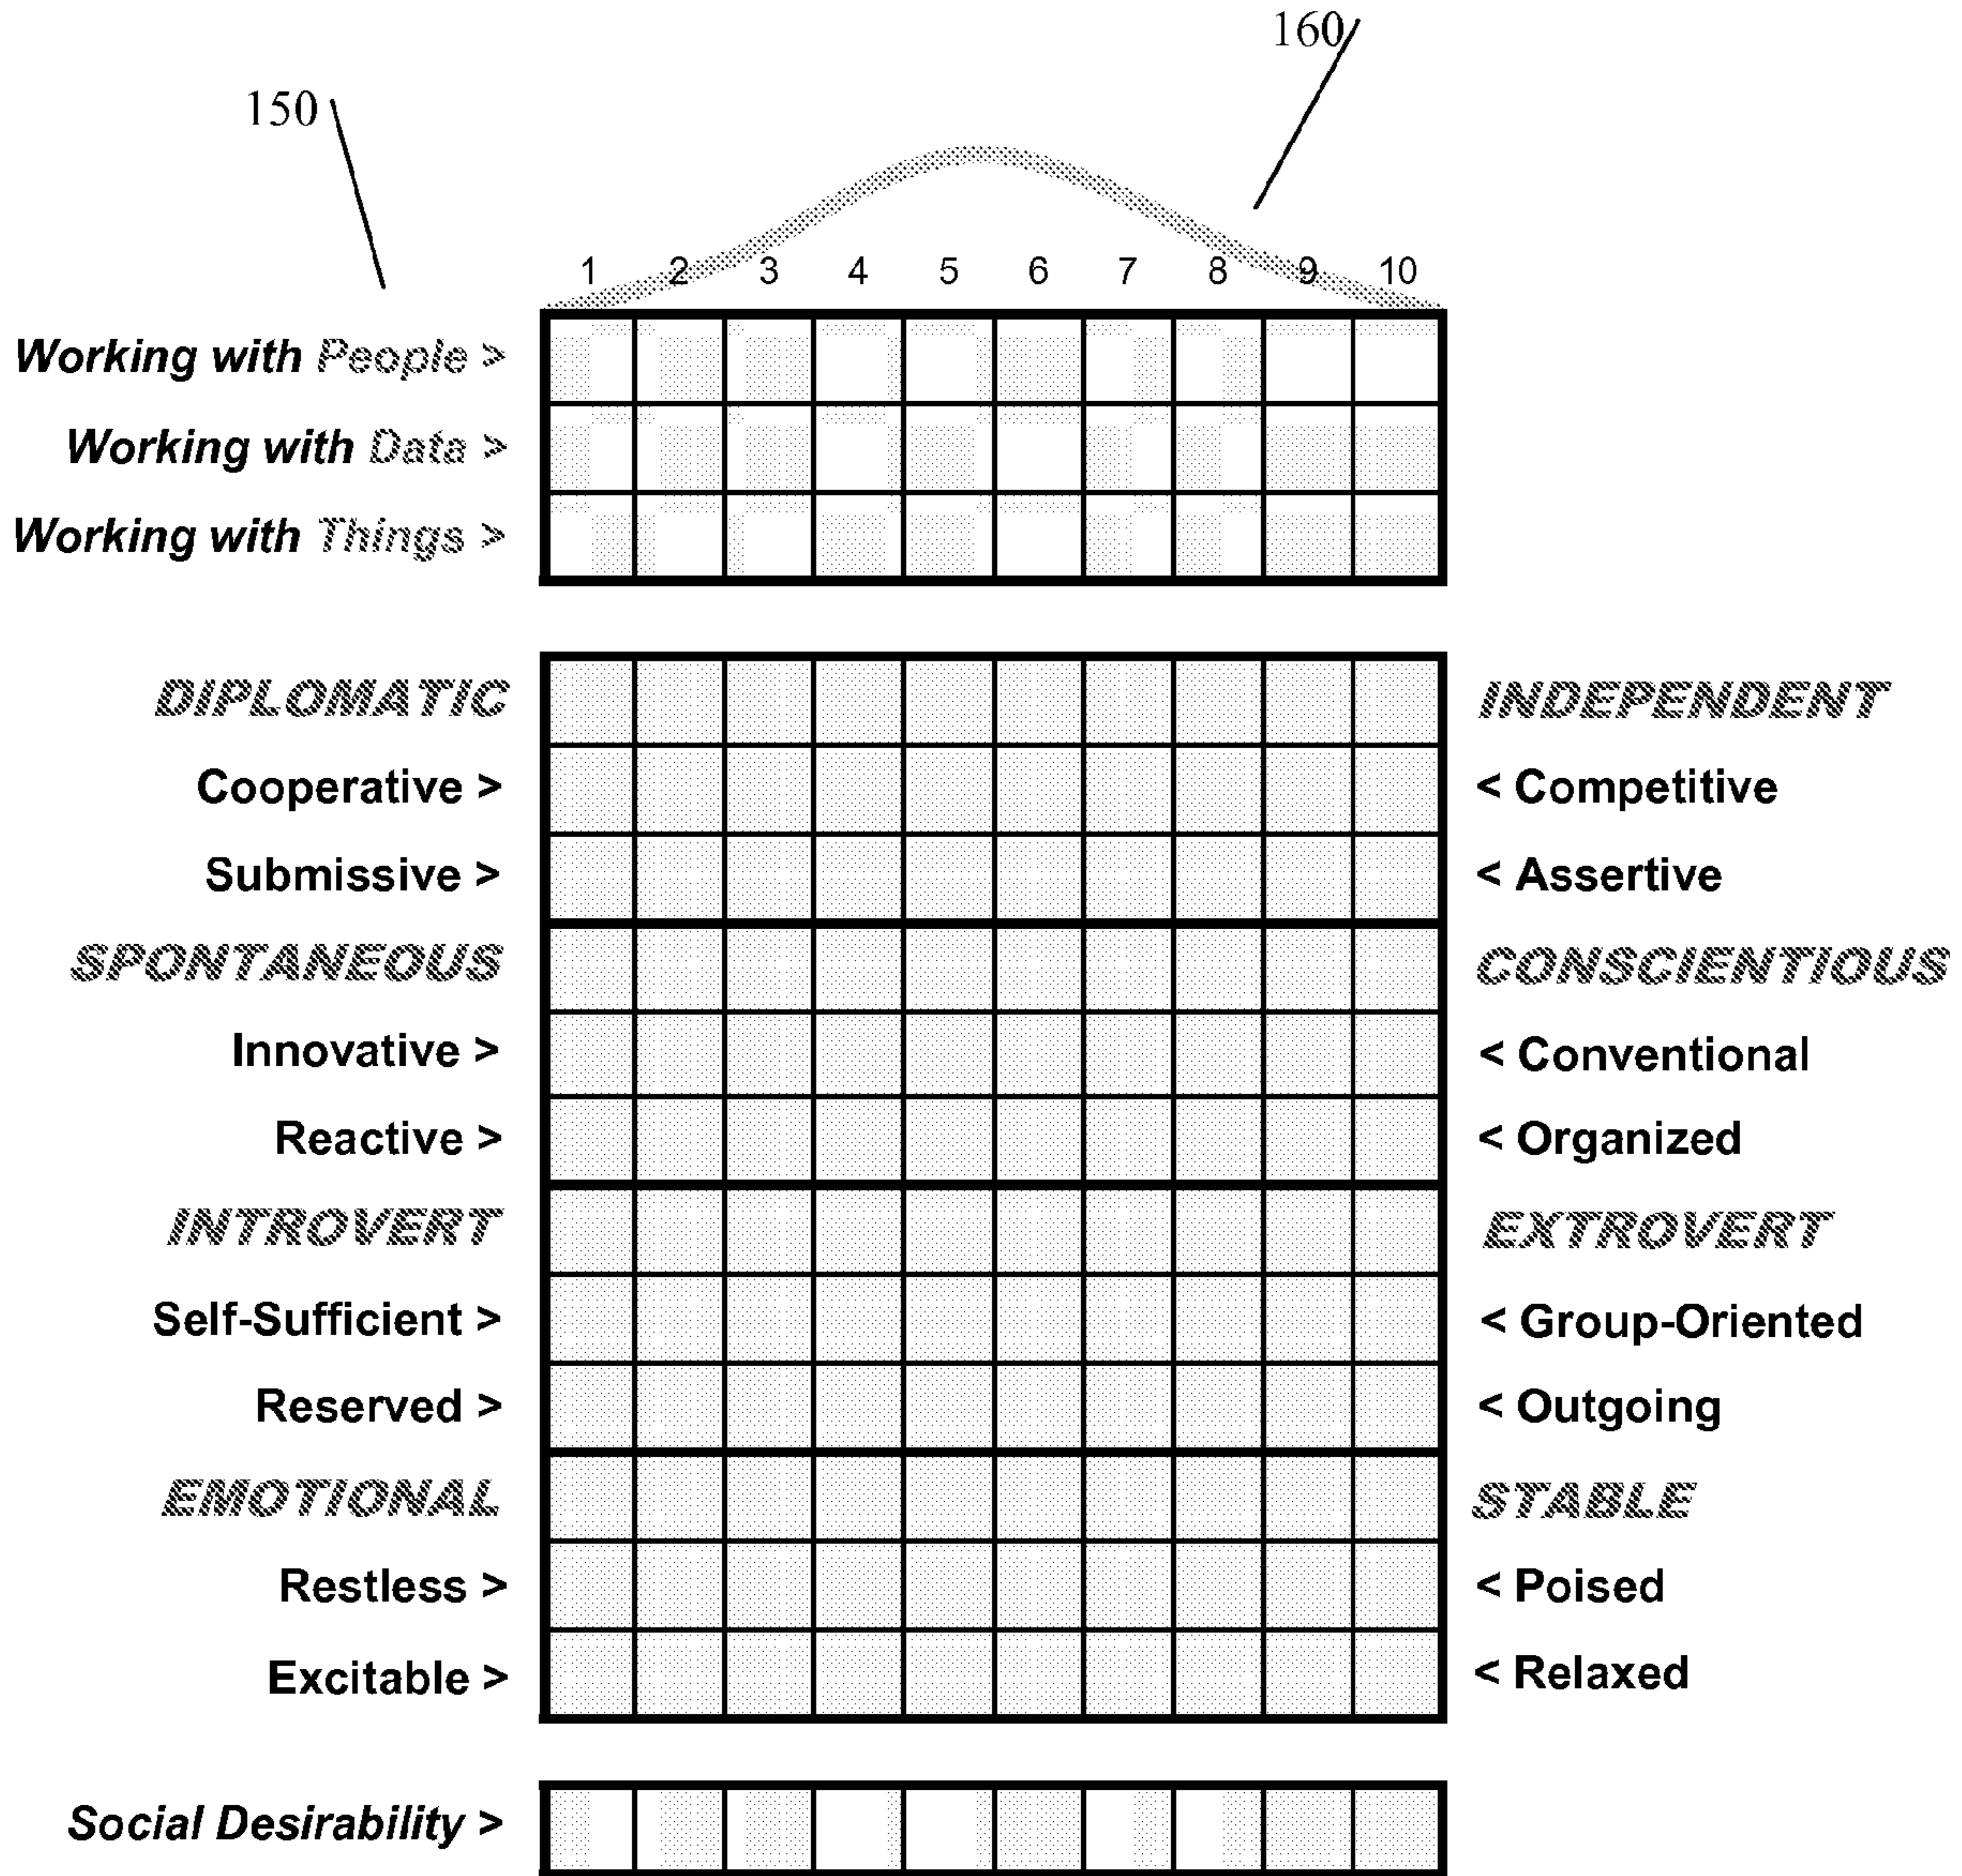 160
150
1 2 3 4 5 6 7 8 9 10
Working with People >
Working with Data >
Working with Things >
DIPLOMATIC INDEPENDENT
Cooperative > < Competitive
Submissive > < Assertive
SPONTANEOUS CONSCIENTIOUS
Innovative > < Conventional
Reactive > < Organized
INTROVERT EXTROVERT
Self-Sufficient > < Group-Oriented
Reserved > < Outgoing
EMOTIONAL STABLE
Restless > < Poised
Excitable > < Relaxed
Social Desirability >